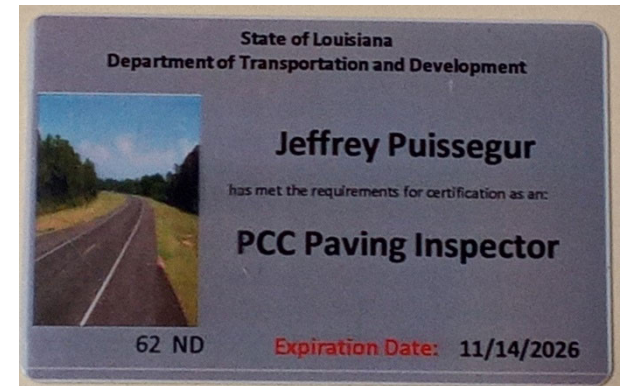 State of Louisiana
Department of Transportation and Development
Jeffrey Puissegur
has met the requirements for certification as an:
PCC Paving Inspector
62 ND
Expiration Date: 11/14/2026